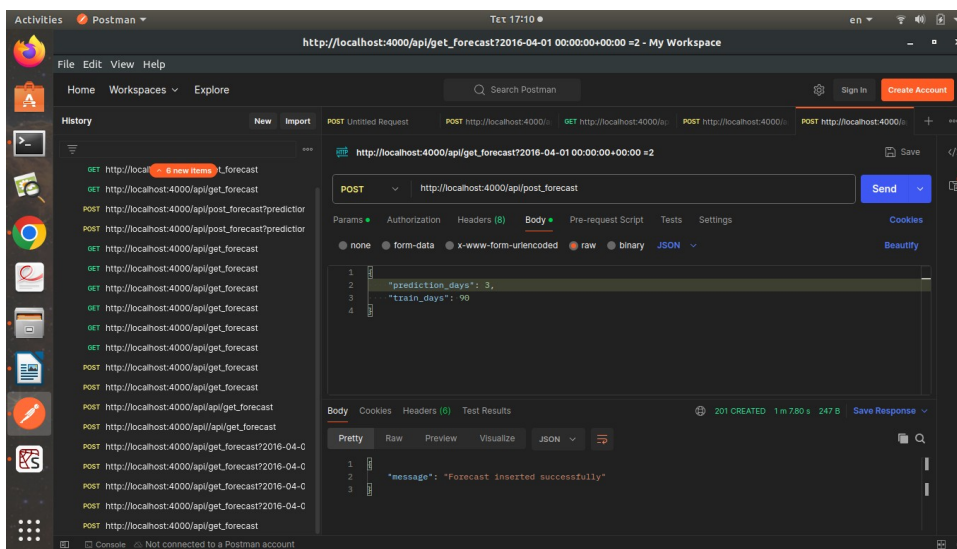 Activities Postman Τετ 17:10 en
http://localhost:4000/api/get_forecast?2016-04-01 00:00:00+00:00 =2 - My Workspace
File Edit View Help
Home Workspaces Explore Search Postman Sign In Create Account
History New Import POST Untitled Request POST http://localhost:4000/a GET http://localhost:4000/ap POST http://localhost:4000/a POST http://localhost:4000/a
HTTP http://localhost:4000/api/get_forecast?2016-04-01 00:00:00+00:00 =2 Save
GET http://local 6 new items t_forecast
GET http://localhost:4000/api/get_forecast
POST http://localhost:4000/api/post_forecast Send
POST http://localhost:4000/api/post_forecast?predictior
POST http://localhost:4000/api/post_forecast?predictior
Params Authorization Headers (8) Body Pre-request Script Tests Settings Cookies
GET http://localhost:4000/api/get_forecast
none form-data x-www-form-urlencoded raw binary JSON Beautify
GET http://localhost:4000/api/get_forecast
1 {
GET http://localhost:4000/api/get_forecast
2 "prediction_days": 3,
3 "train_days": 90
GET http://localhost:4000/api/get_forecast
4 }
GET http://localhost:4000/api/get_forecast
GET http://localhost:4000/api/get_forecast
POST http://localhost:4000/api/get_forecast
POST http://localhost:4000/api/get_forecast
POST http://localhost:4000/api/api/get_forecast
Body Cookies Headers (6) Test Results 201 CREATED 1 m 7.80 s 247 B Save Response
POST http://localhost:4000/api//api/get_forecast
Pretty Raw Preview Visualize JSON
POST http://localhost:4000/api/get_forecast?2016-04-0
1 {
POST http://localhost:4000/api/get_forecast?2016-04-0
2 "message": "Forecast inserted successfully"
POST http://localhost:4000/api/get_forecast?2016-04-0
3 }
POST http://localhost:4000/api/get_forecast?2016-04-0
POST http://localhost:4000/api/get_forecast
Console Not connected to a Postman account